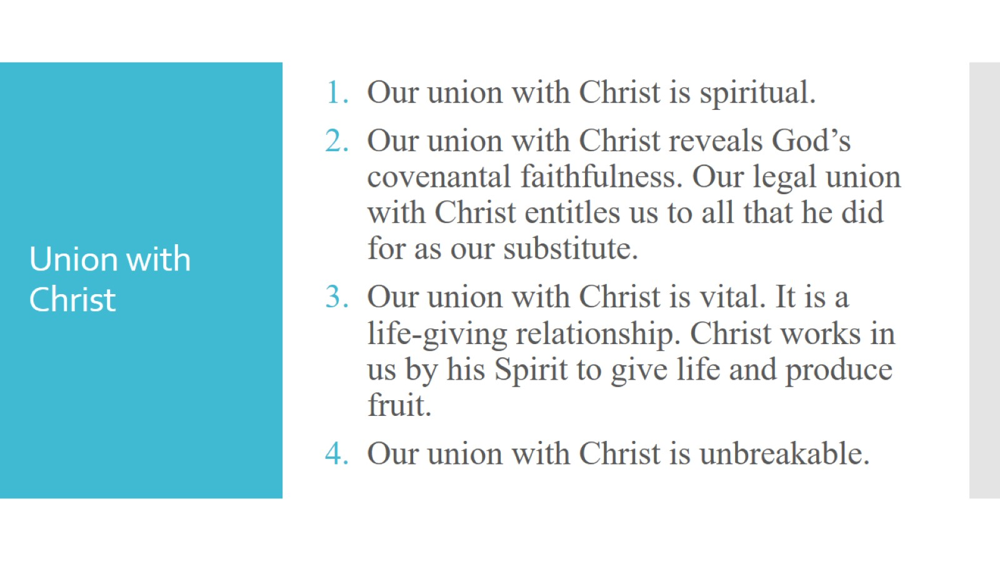 Union with
Christ
1. Our union with Christ is spiritual.
2. Our union with Christ reveals God’s
covenantal faithfulness. Our legal union
with Christ entitles us to all that he did
for as our substitute.
3. Our union with Christ is vital. It is a
life-giving relationship. Christ works in
us by his Spirit to give life and produce
fruit.
4. Our union with Christ is unbreakable.